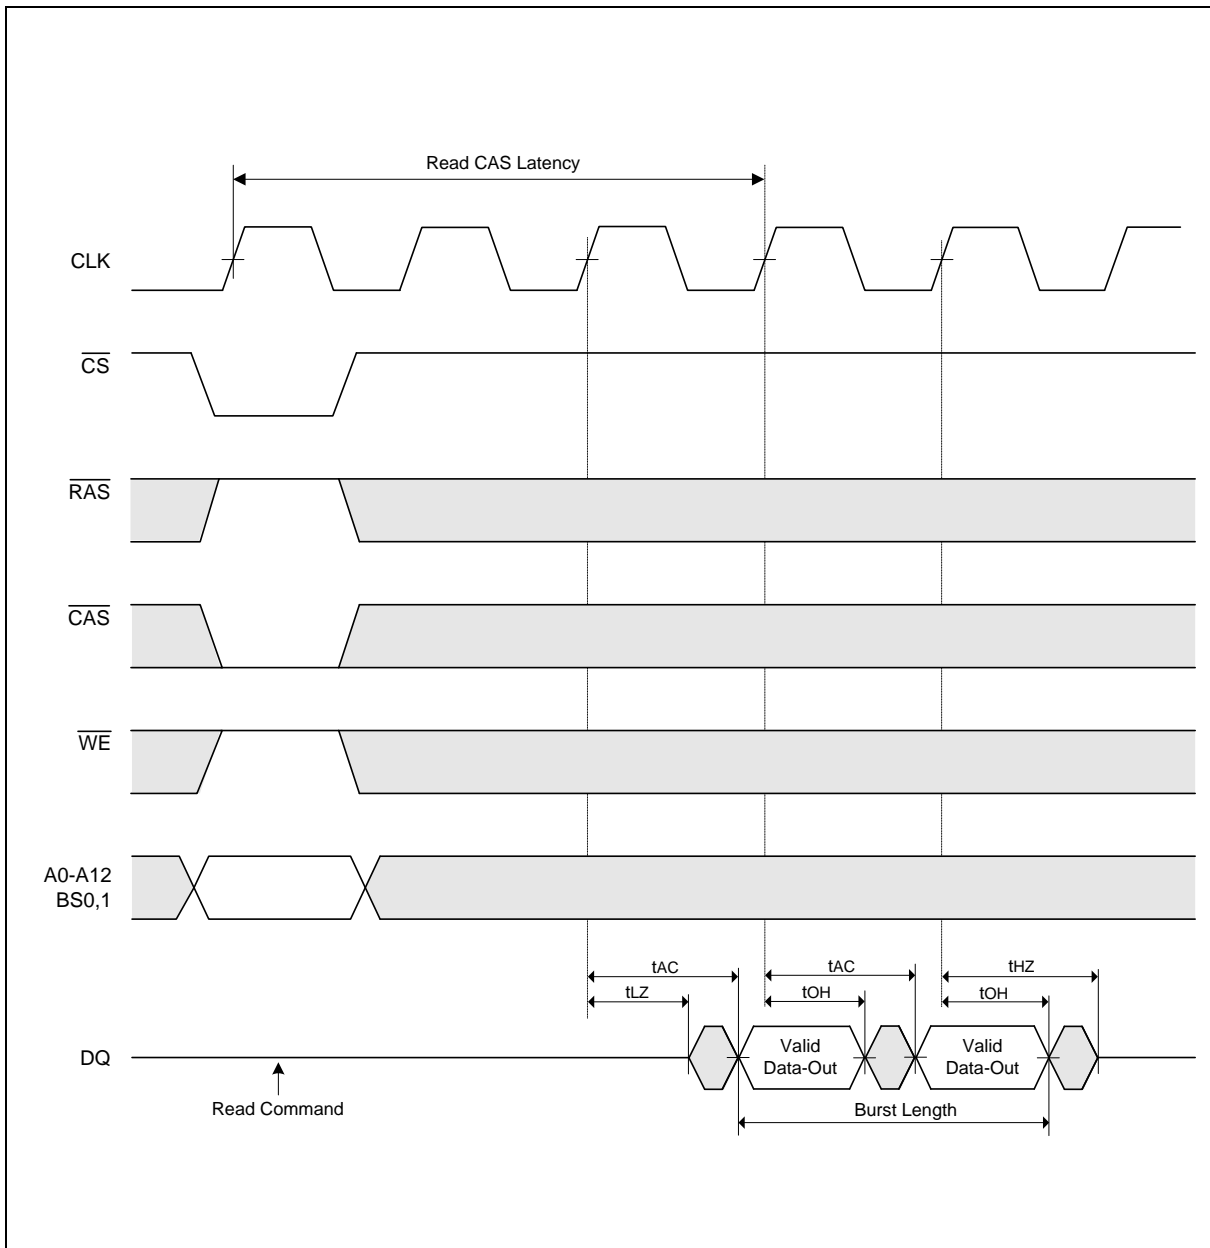 Read CAS Latency
CLK
CS
RAS
CAS
WE
A0-A12
BS0,1
tAC
tAC
tHZ
tLZ
tOH
tOH
DQ
Valid
Data-Out
Valid
Data-Out
Read Command
Burst Length